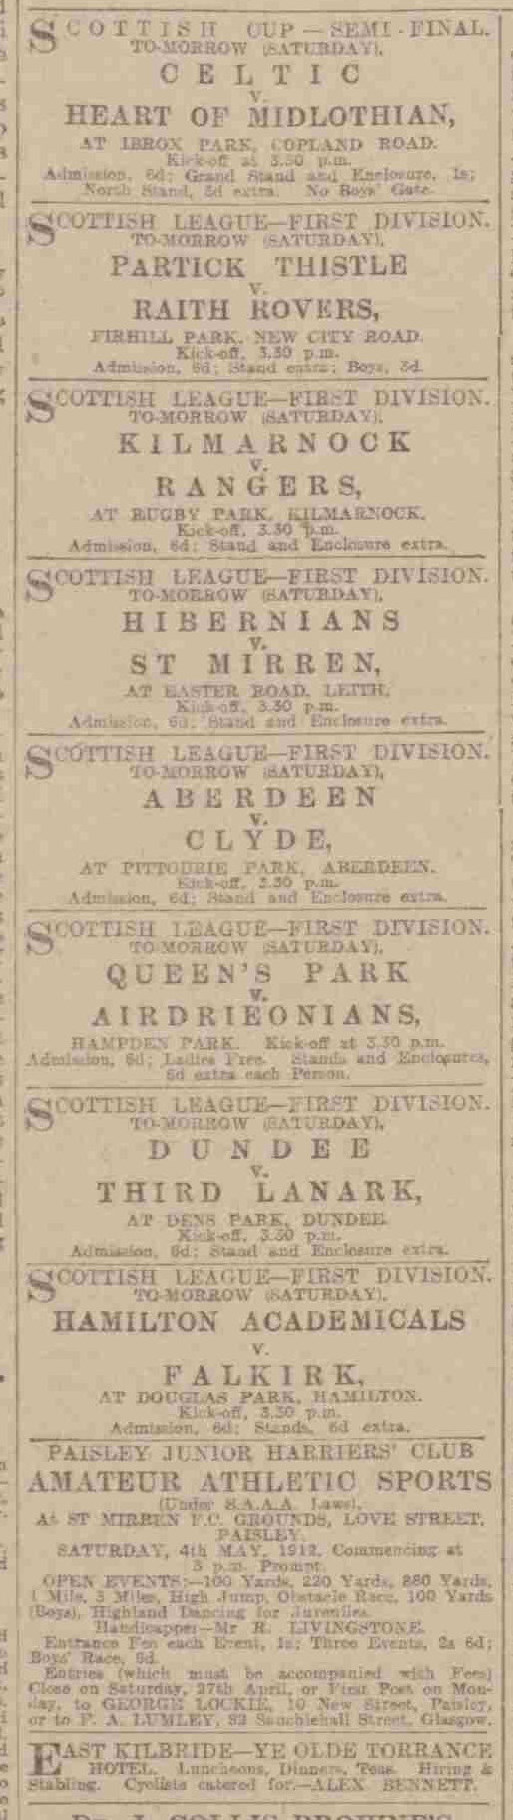 SCOTTISH CUP — SEMI-FINAL.
TO-MORROW (SATURDAY),
CELTIC
v.
HEART OF MIDLOTHIAN,
AT IBROX PARK, COPLAND ROAD.
Kick-off at 3.30 p.m.
Admission, 6d; Grand Stand and Enclosure, 1s;
North Stand, 6d extra. No Boys' Gate.
SCOTTISH LEAGUE—FIRST DIVISION.
TO-MORROW (SATURDAY),
PARTICK THISTLE
v.
RAITH ROVERS,
FIRHILL PARK, NEW CITY ROAD.
Kick-off, 3.30 p.m.
Admission, 6d; Stand extra; Boys, 3d.
SCOTTISH LEAGUE—FIRST DIVISION.
TO-MORROW (SATURDAY),
KILMARNOCK
v.
RANGERS,
AT RUGBY PARK, KILMARNOCK.
Kick-off, 3.30 p.m.
Admission, 6d; Stand and Enclosure extra.
SCOTTISH LEAGUE—FIRST DIVISION.
TO-MORROW (SATURDAY),
HIBERNIANS
v.
ST MIRREN,
AT EASTER ROAD, LEITH.
Kick-off, 3.30 p.m.
Admission, 6d; Stand and Enclosure extra.
SCOTTISH LEAGUE—FIRST DIVISION.
TO-MORROW (SATURDAY),
ABERDEEN
v.
CLYDE,
AT PITTODRIE PARK, ABERDEEN.
Kick-off, 3.30 p.m.
Admission, 6d; Stand and Enclosure extra.
SCOTTISH LEAGUE—FIRST DIVISION.
TO-MORROW (SATURDAY),
QUEEN'S PARK
v.
AIRDRIEONIANS,
HAMPDEN PARK. Kick-off at 3.30 p.m.
Admission, 6d; Ladies Free. Stands and Enclosures,
6d extra each Person.
SCOTTISH LEAGUE—FIRST DIVISION.
TO-MORROW (SATURDAY),
DUNDEE
v.
THIRD LANARK,
AT DENS PARK, DUNDEE.
Kick-off, 3.30 p.m.
Admission, 6d; Stand and Enclosure extra.
SCOTTISH LEAGUE—FIRST DIVISION.
TO-MORROW (SATURDAY),
HAMILTON ACADEMICALS
v.
FALKIRK,
AT DOUGLAS PARK, HAMILTON.
Kick-off, 3.30 p.m.
Admission, 6d; Stands, 6d extra.
PAISLEY JUNIOR HARRIERS' CLUB
AMATEUR ATHLETIC SPORTS
(Under S.A.A.A. Laws),
At ST MIRREN F.C. GROUNDS, LOVE STREET,
PAISLEY.
SATURDAY, 4th MAY, 1912. Commencing at
3 p.m. Prompt.
OPEN EVENTS:—100 Yards, 220 Yards, 880 Yards,
1 Mile, 3 Miles, High Jump, Obstacle Race, 100 Yards
(Boys), Highland Dancing for Juveniles.
Handicapper—Mr R. LIVINGSTONE.
Entrance Fee each Event, 1s; Three Events, 2s 6d;
Boys' Race, 6d.
Entries (which must be accompanied with Fees)
Close on Saturday, 27th April, or First Post on Mon-
day, to GEORGE LOCKIE, 10 New Street, Paisley,
or to F. A. LUMLEY, 82 Sauchiehall Street, Glasgow.
EAST KILBRIDE—YE OLDE TORRANCE
HOTEL. Luncheons, Dinners, Teas. Hiring &
Stabling. Cyclists catered for.—ALEX BENNETT.